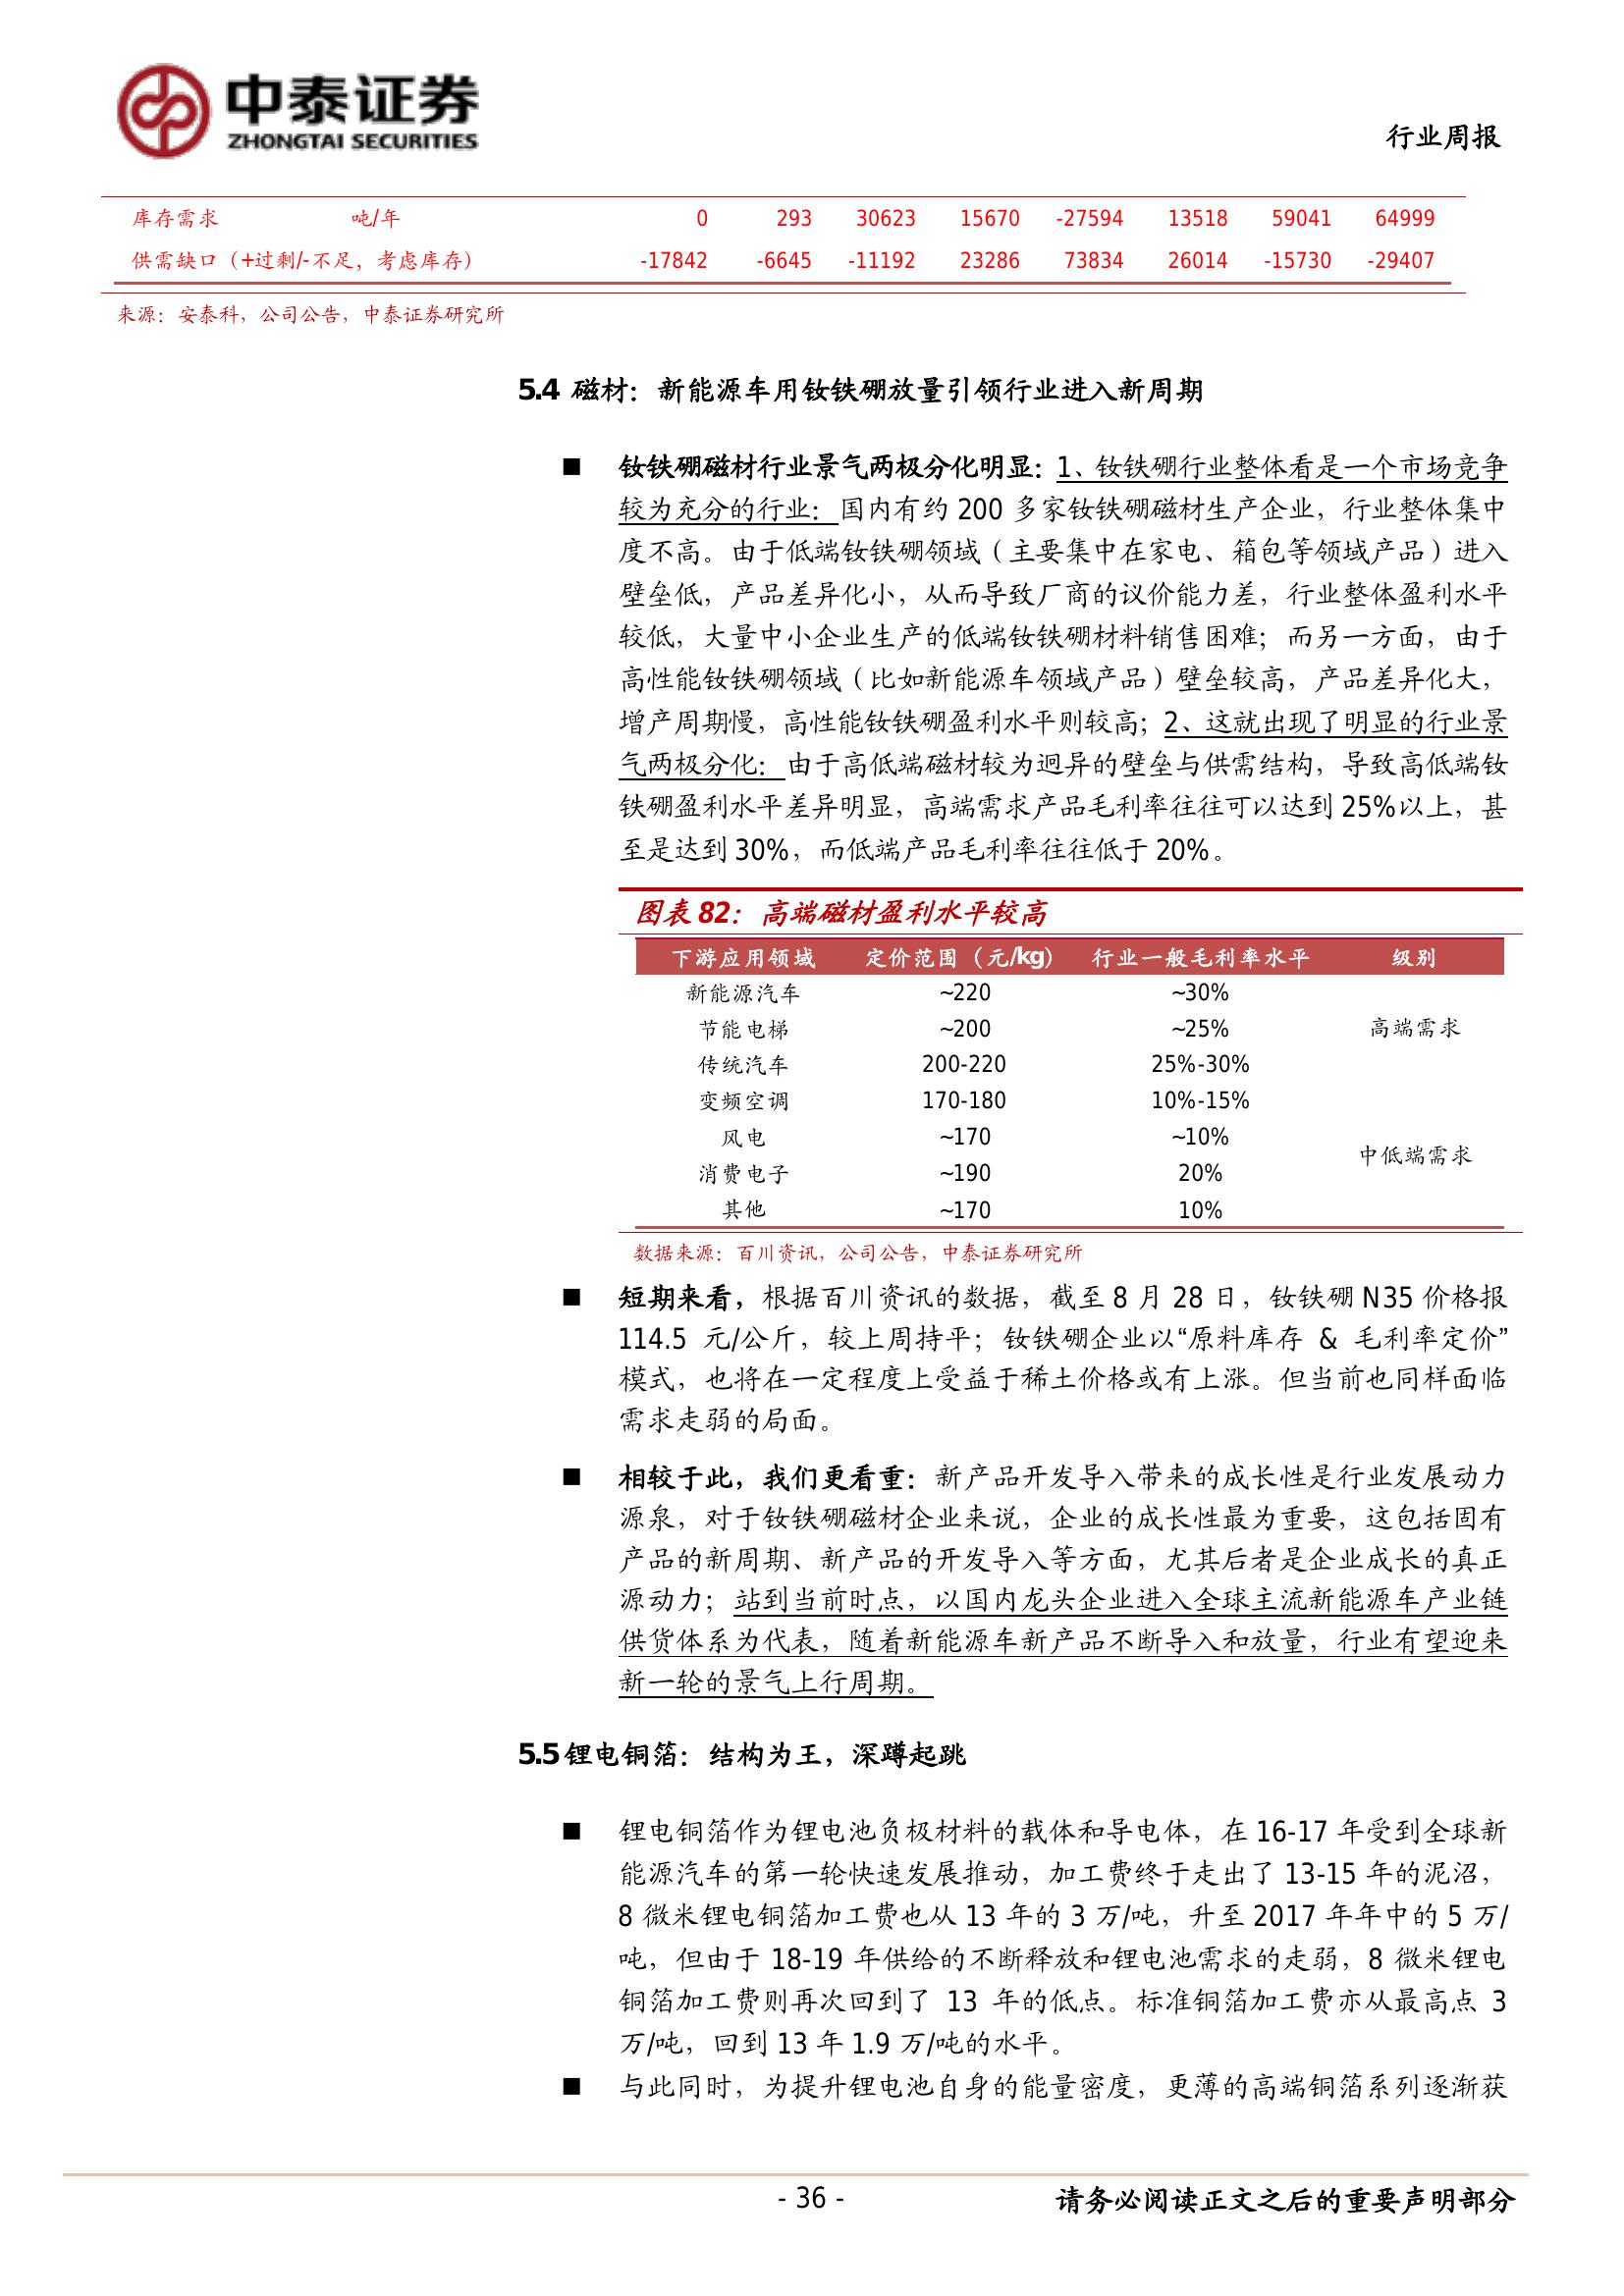 中泰证券
ZHONGTAI SECURITIES
行业周报
库存需求 吨/年 0 293 30623 15670 -27594 13518 59041 64999
供需缺口（+过剩/-不足，考虑库存） -17842 -6645 -11192 23286 73834 26014 -15730 -29407
来源：安泰科，公司公告，中泰证券研究所
5.4 磁材：新能源车用钕铁硼放量引领行业进入新周期
■ 钕铁硼磁材行业景气两极分化明显：1、钕铁硼行业整体看是一个市场竞争
较为充分的行业：国内有约 200 多家钕铁硼磁材生产企业，行业整体集中
度不高。由于低端钕铁硼领域（主要集中在家电、箱包等领域产品）进入
壁垒低，产品差异化小，从而导致厂商的议价能力差，行业整体盈利水平
较低，大量中小企业生产的低端钕铁硼材料销售困难；而另一方面，由于
高性能钕铁硼领域（比如新能源车领域产品）壁垒较高，产品差异化大，
增产周期慢，高性能钕铁硼盈利水平则较高；2、这就出现了明显的行业景
气两极分化：由于高低端磁材较为迥异的壁垒与供需结构，导致高低端钕
铁硼盈利水平差异明显，高端需求产品毛利率往往可以达到 25%以上，甚
至是达到 30%，而低端产品毛利率往往低于 20%。
图表 82：高端磁材盈利水平较高
下游应用领域 定价范围（元/kg） 行业一般毛利率水平 级别
新能源汽车 ~220 ~30%
节能电梯 ~200 ~25% 高端需求
传统汽车 200-220 25%-30%
变频空调 170-180 10%-15%
风电 ~170 ~10%
中低端需求
消费电子 ~190 20%
其他 ~170 10%
数据来源：百川资讯，公司公告，中泰证券研究所
■ 短期来看，根据百川资讯的数据，截至 8 月 28 日，钕铁硼 N35 价格报
114.5 元/公斤，较上周持平；钕铁硼企业以“原料库存 & 毛利率定价”
模式，也将在一定程度上受益于稀土价格或有上涨。但当前也同样面临
需求走弱的局面。
■ 相较于此，我们更看重：新产品开发导入带来的成长性是行业发展动力
源泉，对于钕铁硼磁材企业来说，企业的成长性最为重要，这包括固有
产品的新周期、新产品的开发导入等方面，尤其后者是企业成长的真正
源动力；站到当前时点，以国内龙头企业进入全球主流新能源车产业链
供货体系为代表，随着新能源车新产品不断导入和放量，行业有望迎来
新一轮的景气上行周期。
5.5 锂电铜箔：结构为王，深蹲起跳
■ 锂电铜箔作为锂电池负极材料的载体和导电体，在 16-17 年受到全球新
能源汽车的第一轮快速发展推动，加工费终于走出了 13-15 年的泥沼，
8 微米锂电铜箔加工费也从 13 年的 3 万/吨，升至 2017 年年中的 5 万/
吨，但由于 18-19 年供给的不断释放和锂电池需求的走弱，8 微米锂电
铜箔加工费则再次回到了 13 年的低点。标准铜箔加工费亦从最高点 3
万/吨，回到 13 年 1.9 万/吨的水平。
■ 与此同时，为提升锂电池自身的能量密度，更薄的高端铜箔系列逐渐获
- 36 -
请务必阅读正文之后的重要声明部分